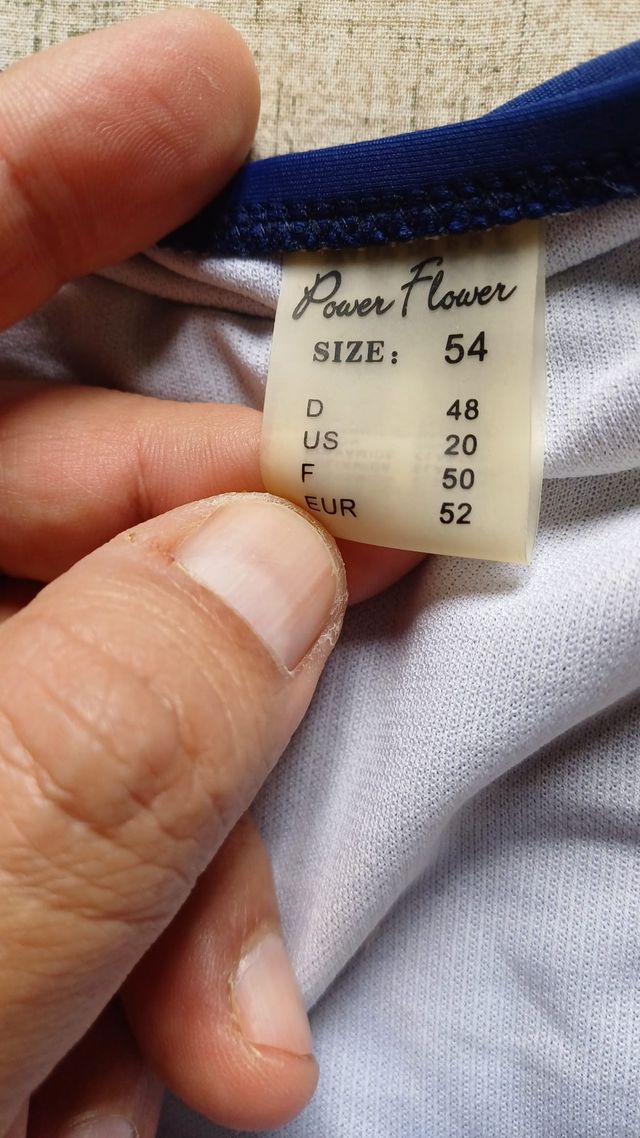 Power Flower
SIZE: 54
D 48
US 20
F 50
EUR 52